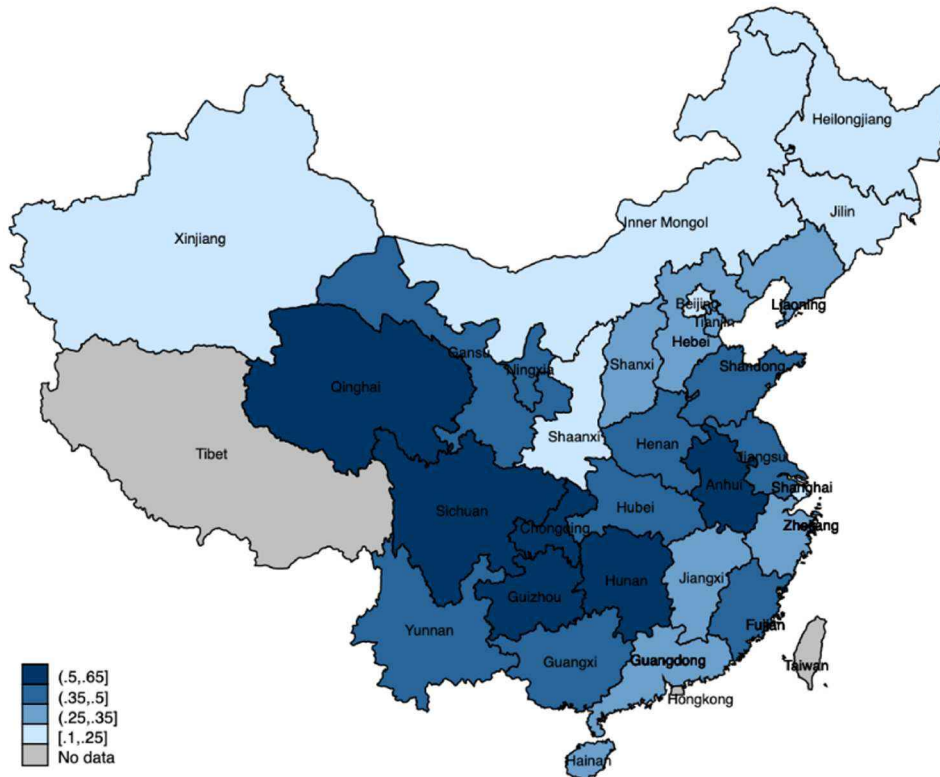 Heilongjiang
Jilin
Inner Mongol
Xinjiang
Beijing
Liaoning
Tianjin
Hebei
Gansu
Shanxi
Ningxia
Shandong
Qinghai
Shaanxi
Henan
Tibet
Jiangsu
Anhui
Shanghai
Sichuan
Hubei
Chongqing
Zhejiang
Jiangxi
Hunan
Guizhou
Yunnan
Fujian
Guangxi
Guangdong
Taiwan
(.5,.65]
(.35,.5]
(.25,.35]
[.1,.25]
No data
Hongkong
Hainan